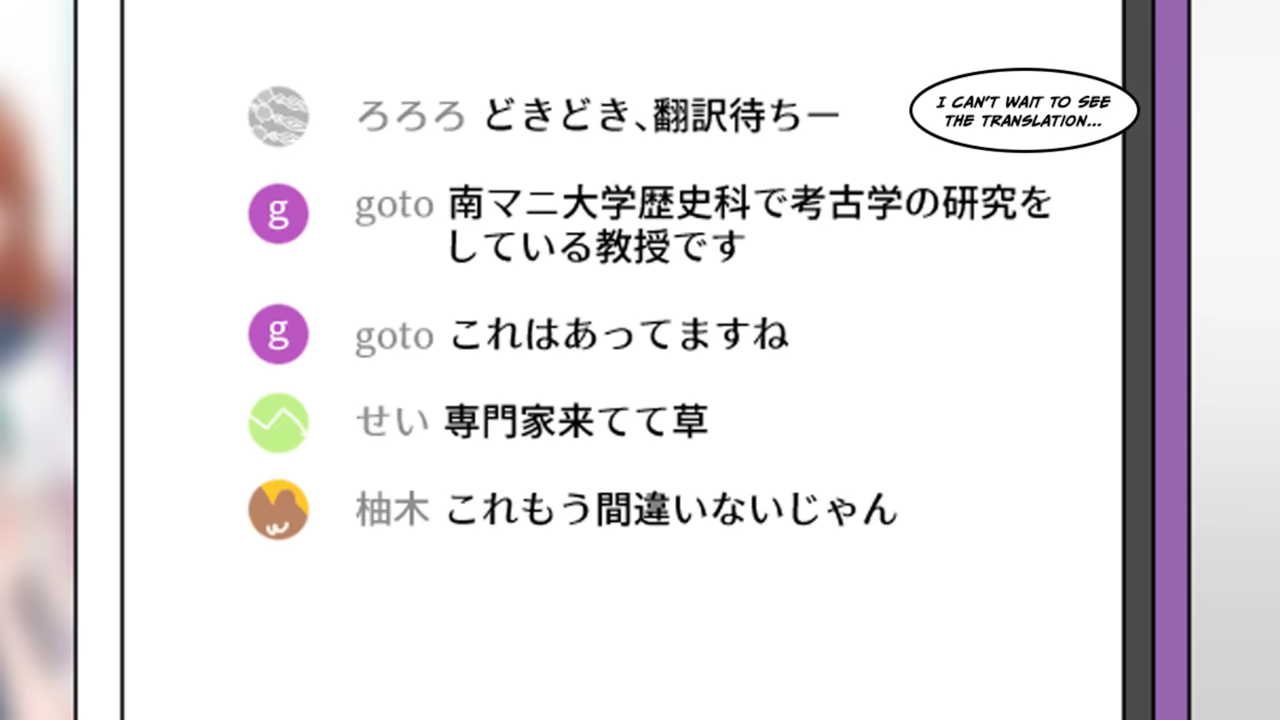 ろろろ どきどき、翻訳待ちー
I CAN'T WAIT TO SEE
THE TRANSLATION...
g goto 南マニ大学歴史科で考古学の研究を
している教授です
g goto これはあってますね
せい 専門家来てて草
柚木 これもう間違いないじゃん